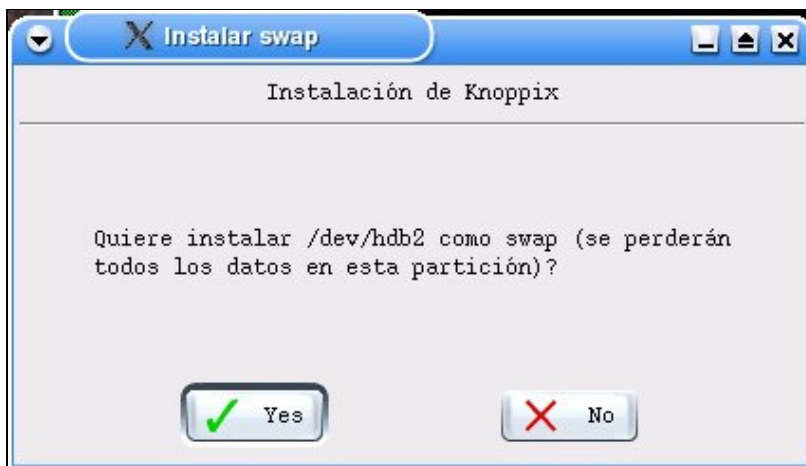 Instalar swap
Instalación de Knoppix
Quiere instalar /dev/hdb2 como swap (se perderán
todos los datos en esta partición)?
Yes
No